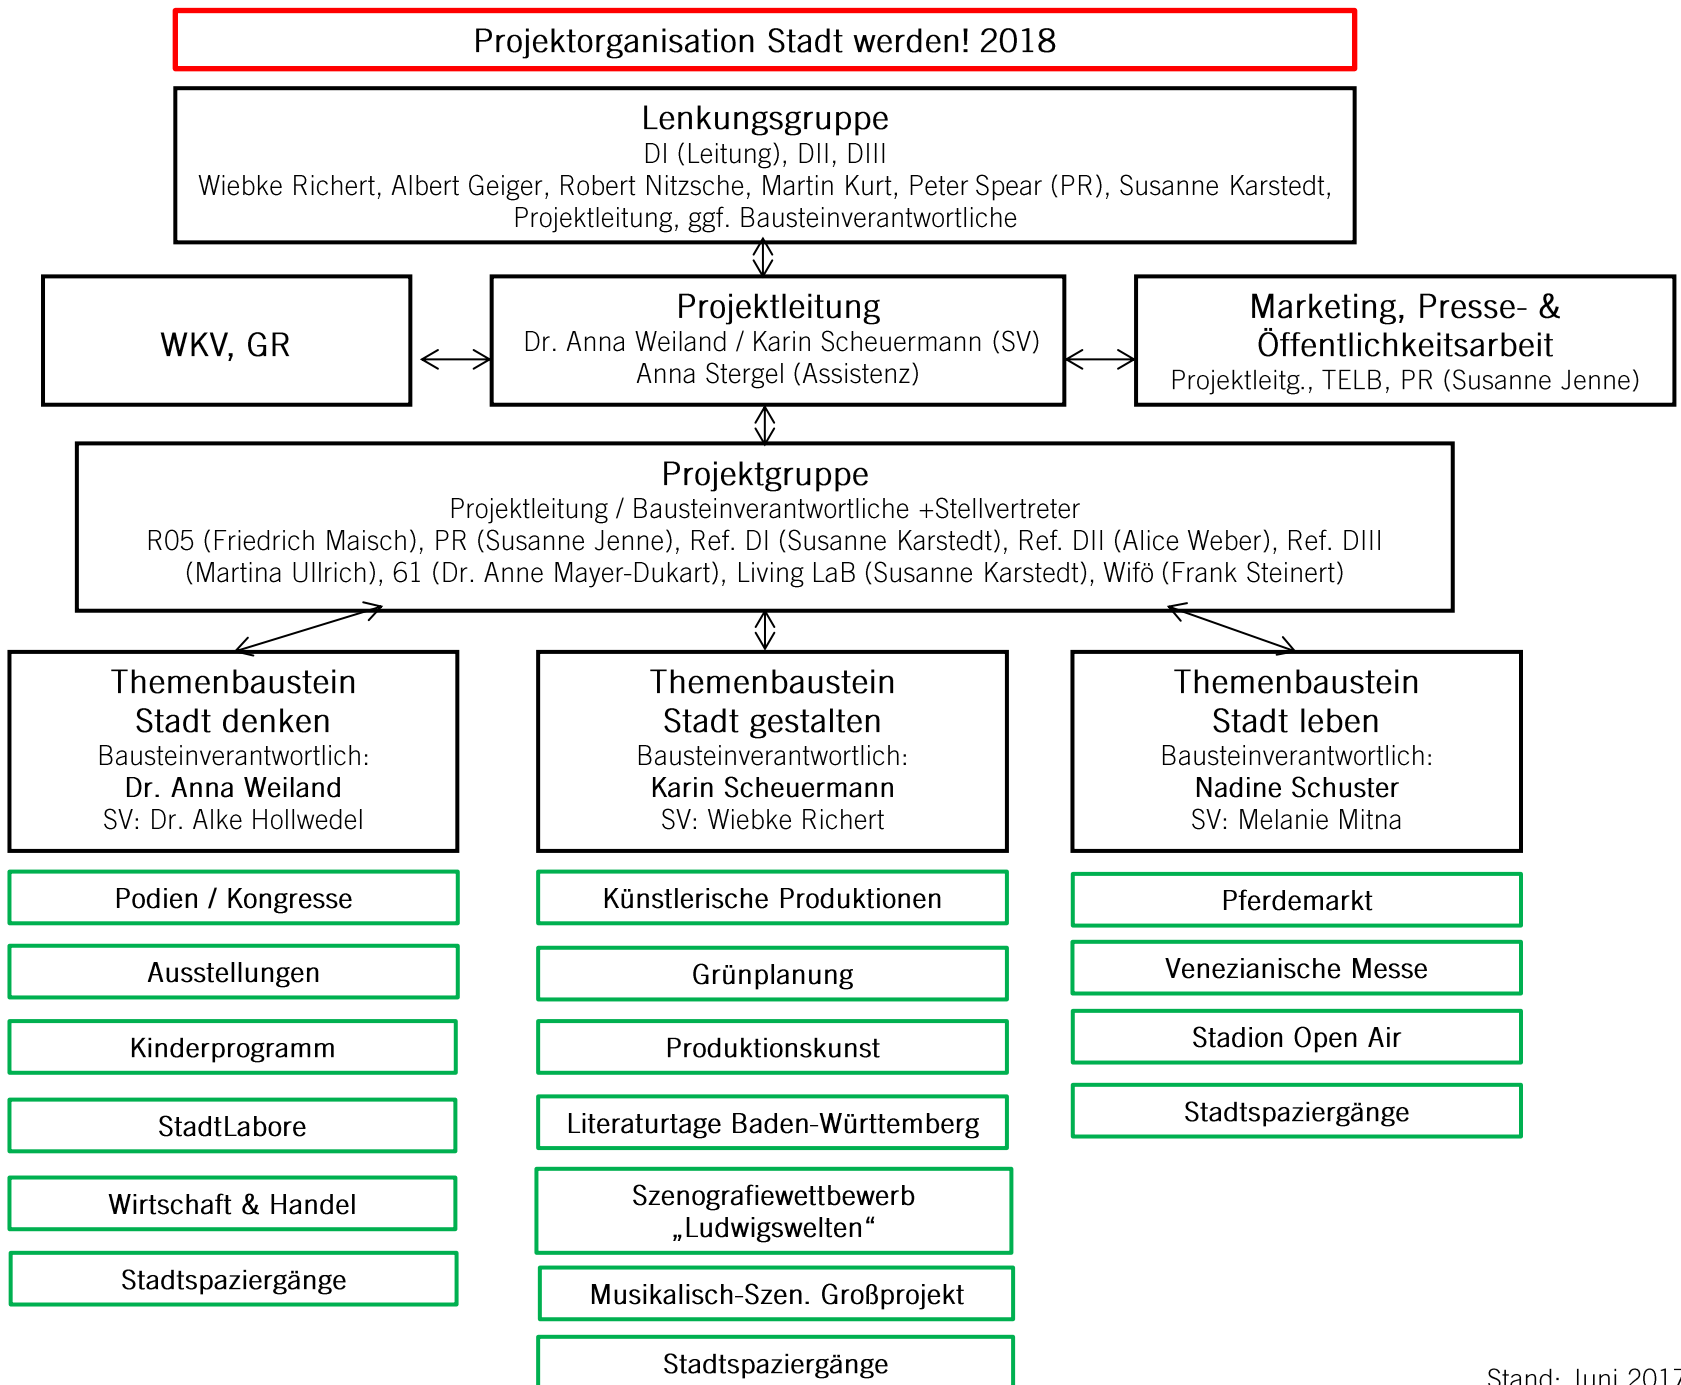 Projektorganisation Stadt werden! 2018
Lenkungsgruppe
DI (Leitung), DII, DIII
Wiebke Richert, Albert Geiger, Robert Nitzsche, Martin Kurt, Peter Spear (PR), Susanne Karstedt,
Projektleitung, ggf. Bausteinverantwortliche
WKV, GR
Projektleitung
Dr. Anna Weiland / Karin Scheuermann (SV)
Anna Stergel (Assistenz)
Marketing, Presse- &
Öffentlichkeitsarbeit
Projektleitg., TELB, PR (Susanne Jenne)
Projektgruppe
Projektleitung / Bausteinverantwortliche +Stellvertreter
R05 (Friedrich Maisch), PR (Susanne Jenne), Ref. DI (Susanne Karstedt), Ref. DII (Alice Weber), Ref. DIII
(Martina Ullrich), 61 (Dr. Anne Mayer-Dukart), Living LaB (Susanne Karstedt), Wifö (Frank Steinert)
Themenbaustein
Stadt denken
Bausteinverantwortlich:
Dr. Anna Weiland
SV: Dr. Alke Hollwedel
Podien / Kongresse
Ausstellungen
Kinderprogramm
StadtLabore
Wirtschaft & Handel
Stadtspaziergänge
Themenbaustein
Stadt gestalten
Bausteinverantwortlich:
Karin Scheuermann
SV: Wiebke Richert
Künstlerische Produktionen
Grünplanung
Produktionskunst
Literaturtage Baden-Württemberg
Szenografiewettbewerb
„Ludwigswelten“
Musikalisch-Szen. Großprojekt
Stadtspaziergänge
Themenbaustein
Stadt leben
Bausteinverantwortlich:
Nadine Schuster
SV: Melanie Mitna
Pferdemarkt
Venezianische Messe
Stadion Open Air
Stadtspaziergänge
Stand: Juni 2017